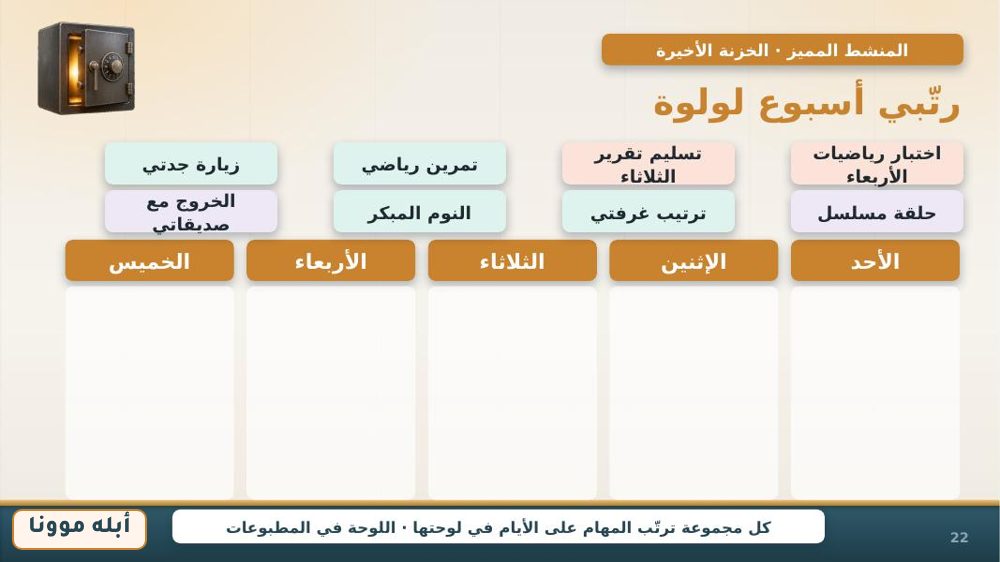 المنشط المميز · الخزنة الأخيرة
رتّبي أسبوع لولوة
اختبار رياضيات
الأربعاء
تسليم تقرير
الثلاثاء
تمرين رياضي
زيارة جدتي
حلقة مسلسل
ترتيب غرفتي
النوم المبكر
الخروج مع
صديقاتي
الأحد
الإثنين
الثلاثاء
الأربعاء
الخميس
كل مجموعة ترتّب المهام على الأيام في لوحتها · اللوحة في المطبوعات
أبله موونا
22